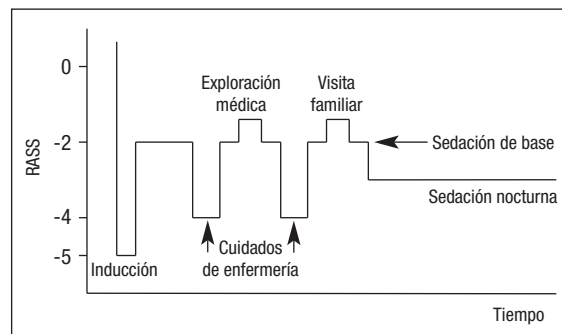 0
-2
-4
-5
RASS
Inducción
Exploración
médica
Visita
familiar
Sedación de base
Sedación nocturna
Cuidados
de enfermería
Tiempo